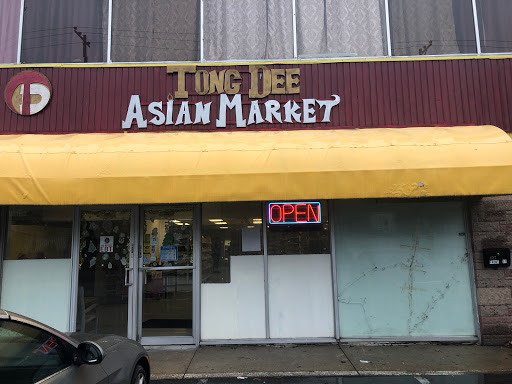 TONG DEE
ASIAN MARKET
OPEN